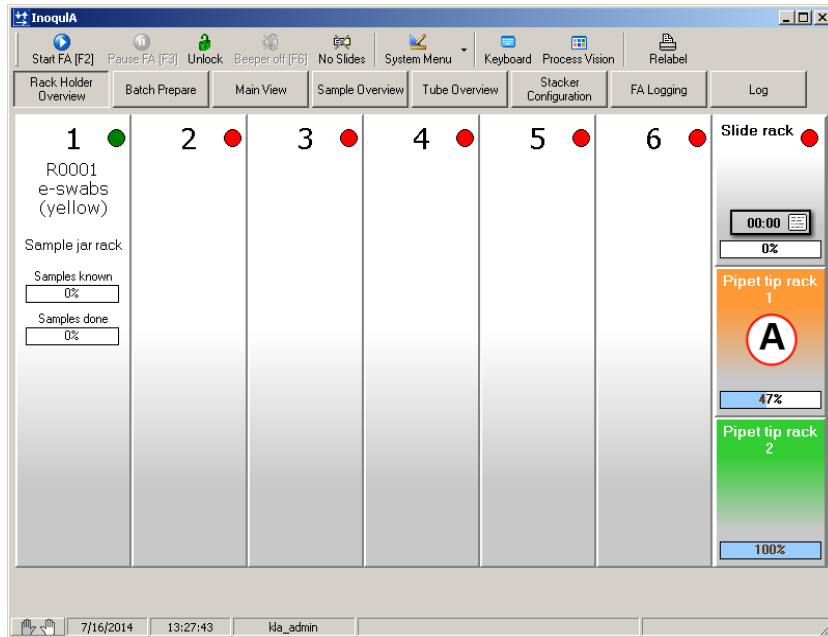 InoqulA
Start FA [F2] Pause FA [F3] Unlock Beeper off [F6] No Slides System Menu Keyboard Process Vision Relabel
Rack Holder
Overview
Batch Prepare
Main View
Sample Overview
Tube Overview
Stacker
Configuration
FA Logging
Log
1
R0001
e-swabs
(yellow)
Sample jar rack
Samples known
0%
Samples done
0%
2
3
4
5
6
Slide rack
00:00
0%
Pipet tip rack
1
A
47%
Pipet tip rack
2
100%
7/16/2014 13:27:43 kla_admin